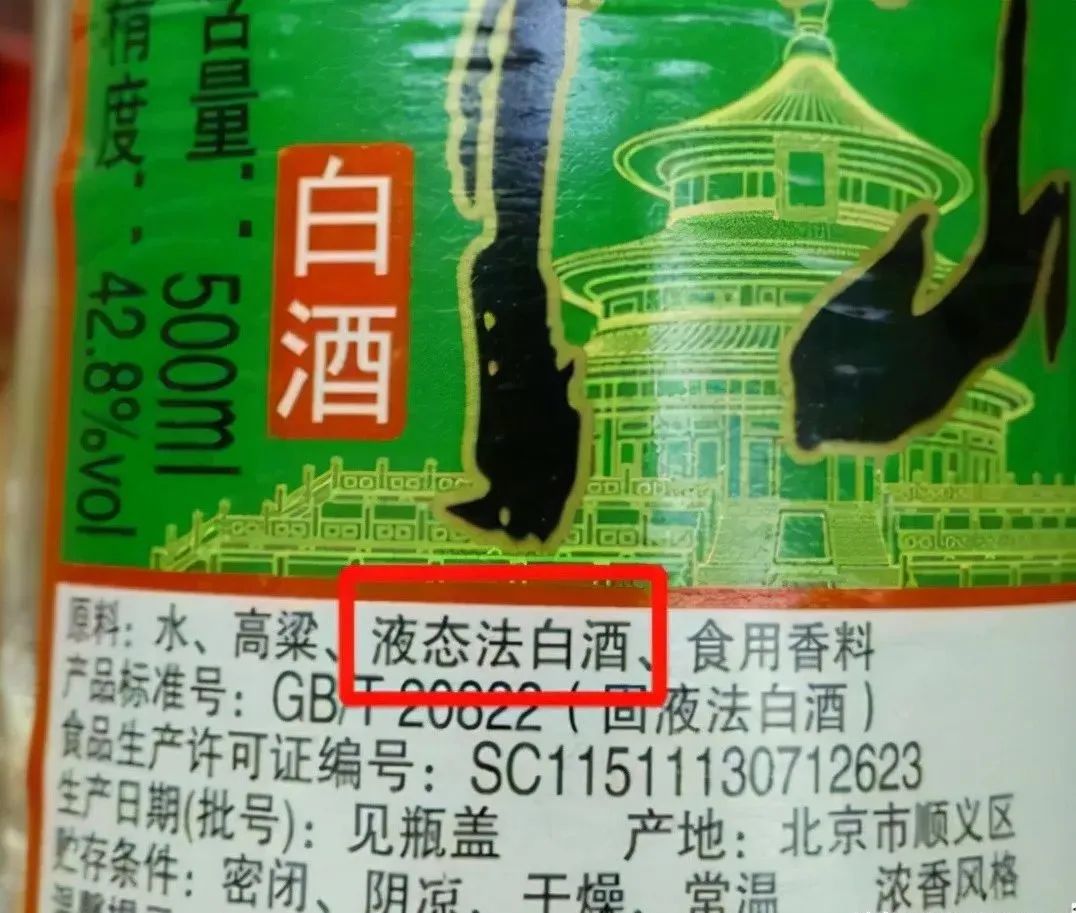 酒精度：42.8%vol
容量：500ml
白酒
原料：水、高粱、液态法白酒、食用香料
产品标准号：GB/T 20822（固液法白酒）
食品生产许可证编号：SC11511130712623
生产日期(批号)：见瓶盖 产地：北京市顺义区
贮存条件：密闭、阴凉、干燥、常温 浓香风格